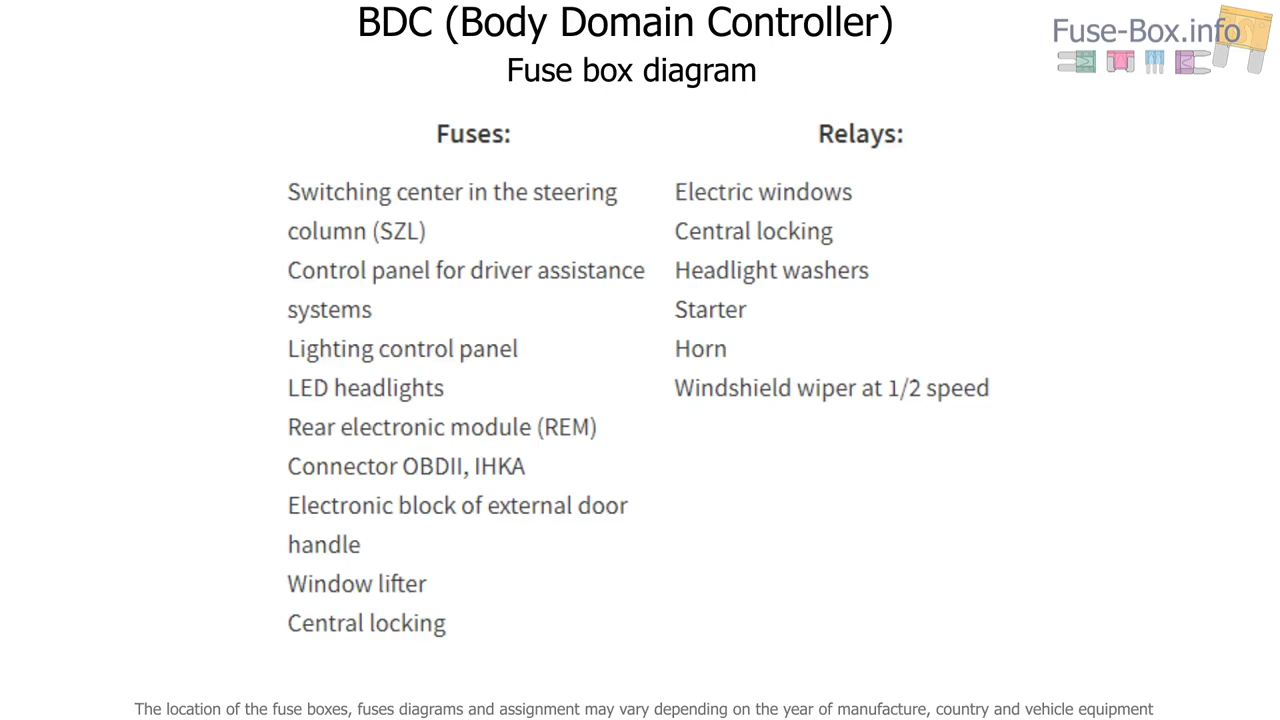 BDC (Body Domain Controller)
Fuse box diagram
Fuse-Box.info
Fuses:
Switching center in the steering
column (SZL)
Control panel for driver assistance
systems
Lighting control panel
LED headlights
Rear electronic module (REM)
Connector OBDII, IHKA
Electronic block of external door
handle
Window lifter
Central locking
Relays:
Electric windows
Central locking
Headlight washers
Starter
Horn
Windshield wiper at 1/2 speed
The location of the fuse boxes, fuses diagrams and assignment may vary depending on the year of manufacture, country and vehicle equipment